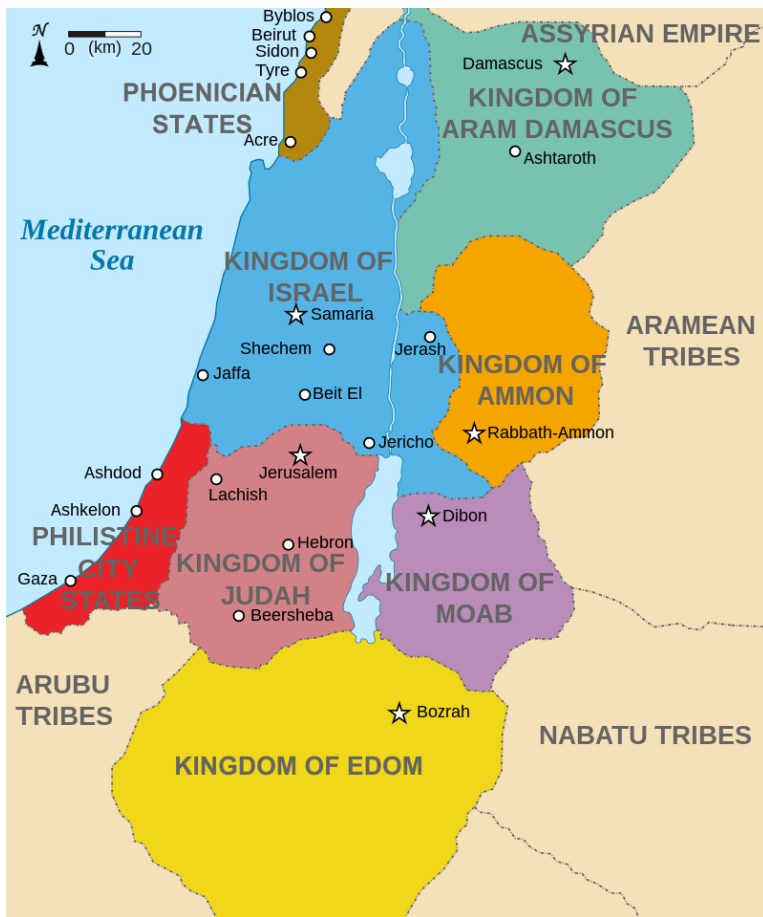 Byblos
N
0 (km) 20
Beirut
Sidon
Tyre
PHOENICIAN
STATES
Acre
ASSYRIAN EMPIRE
Damascus
KINGDOM OF
ARAM DAMASCUS
Ashtaroth
Mediterranean
Sea
KINGDOM OF
ISRAEL
Samaria
Shechem
Jerash
Jaffa
Beit El
Jericho
KINGDOM OF
AMMON
Rabbath-Ammon
ARAMEAN
TRIBES
Jerusalem
Lachish
Ashdod
Ashkelon
PHILISTINE
CITY
STATES
Gaza
Hebron
KINGDOM OF
JUDAH
Beersheba
Dibon
KINGDOM OF
MOAB
ARUBU
TRIBES
Bozrah
KINGDOM OF EDOM
NABATU TRIBES